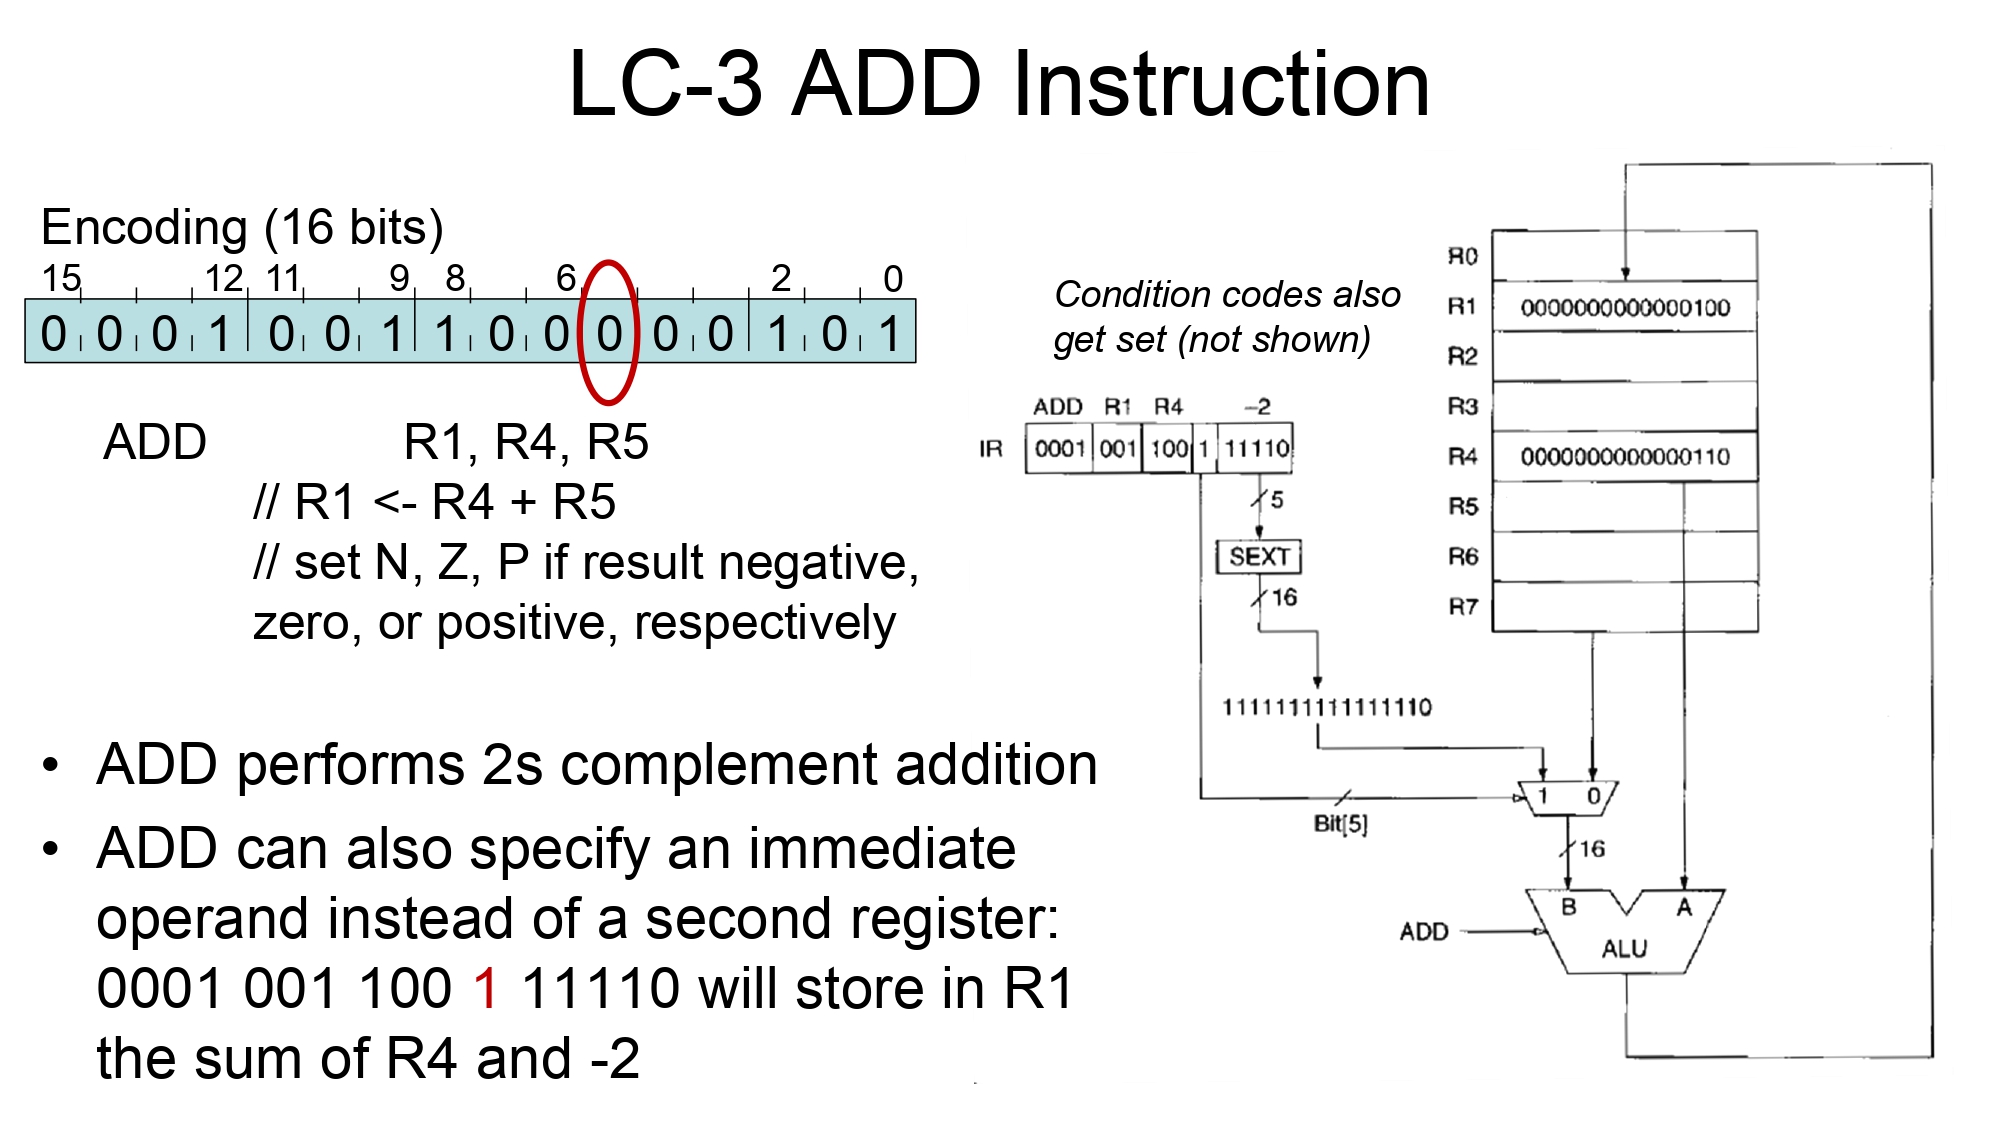 LC-3 ADD Instruction
Encoding (16 bits)
15 12 11 9 8 6 2 0
0 0 0 1 0 0 1 1 0 0 0 0 0 1 0 1
ADD R1, R4, R5
// R1 <- R4 + R5
// set N, Z, P if result negative,
zero, or positive, respectively
• ADD performs 2s complement addition
• ADD can also specify an immediate
operand instead of a second register:
0001 001 100 1 11110 will store in R1
the sum of R4 and -2
Condition codes also
get set (not shown)
ADD R1 R4 -2
IR 0001 001 100 1 11110
5
SEXT
16
1111111111111110
Bit[5]
R0
R1 0000000000000100
R2
R3
R4 0000000000000110
R5
R6
R7
1 0
16
B A
ADD
ALU